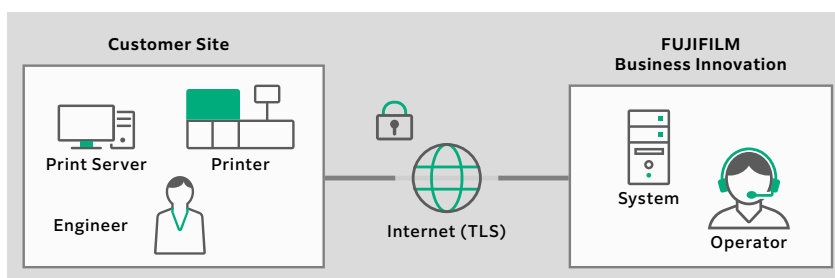 Customer Site
FUJIFILM
Business Innovation
Print Server
Printer
Engineer
Internet (TLS)
System
Operator